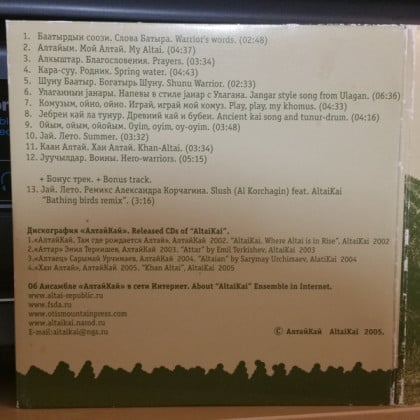 1. Баатырдын соози. Слова Батыра. Warrior's words. (02:48)
2. Алтайым. Мой Алтай. My Altai. (04:37)
3. Алкыштар. Благословения. Prayers. (03:34)
4. Кара-суу. Родник. Spring water. (04:43)
5. Шуну Баатыр. Богатырь Шуну. Shunu Warrior. (02:33)
6. Улаганнын јаҥары. Напевы в стиле јаҥар с Улагана. Jangar style song from Ulagan. (06:36)
7. Комузым, ойно, ойно. Играй, играй мой комуз. Play, play, my khomus. (04:33)
8. Јебрен кай ла туҥур. Древний кай и бубен. Ancient kai song and tunur-drum. (04:16)
9. Ойым, ойым, ойойым. Oyim, oyim, oy-oyim. (03:48)
10. Јай. Лето. Summer. (03:32)
11. Каан Алтай. Хан Алтай. Khan-Altai. (03:34)
12. Јуучылдар. Воины. Hero-warriors. (05:15)
+ Бонус трек. + Bonus track.
13. Јай. Лето. Ремикс Александра Корчагина. Slush (Al Korchagin) feat. AltaiKai
"Bathing birds remix". (3:16)
Дискография «АлтайКай». Released CDs of "AltaiKai".
1.«АлтайКай. Там где рождается Алтай», АлтайКай 2002. "AltaiKai. Where Altai is in Rise", AltaiKai 2002
2.«Аттар» Эмил Теркишев, АлтайКай 2003. "Attar" by Emil Terkishev, AltaiKai 2003
3.«Алтаец» Сарымай Урчимаев, АлтайКай 2004. "Altaian" by Sarymay Urchimaev, AlatiKai 2004
4.«Хан Алтай», АлтайКай 2005. "Khan Altai", AltaiKai 2005
Об Ансамбле «АлтайКай» в сети Интернет. About "AltaiKai" Ensemble in Internet.
www.altai-republic.ru
www.fsda.ru
www.otismountainpress.com
www.altaikai.narod.ru
E-mail:altaikai@nga.ru
© АлтайКай AltaiKai 2005.